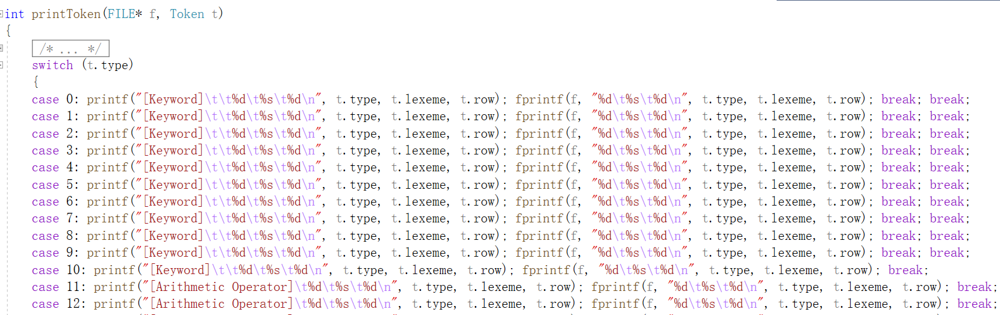 int printToken(FILE* f, Token t)
{
/* ... */
switch (t.type)
{
case 0: printf("[Keyword]\t\t%d\t%s\t%d\n", t.type, t.lexeme, t.row); fprintf(f, "%d\t%s\t%d\n", t.type, t.lexeme, t.row); break; break;
case 1: printf("[Keyword]\t\t%d\t%s\t%d\n", t.type, t.lexeme, t.row); fprintf(f, "%d\t%s\t%d\n", t.type, t.lexeme, t.row); break; break;
case 2: printf("[Keyword]\t\t%d\t%s\t%d\n", t.type, t.lexeme, t.row); fprintf(f, "%d\t%s\t%d\n", t.type, t.lexeme, t.row); break; break;
case 3: printf("[Keyword]\t\t%d\t%s\t%d\n", t.type, t.lexeme, t.row); fprintf(f, "%d\t%s\t%d\n", t.type, t.lexeme, t.row); break; break;
case 4: printf("[Keyword]\t\t%d\t%s\t%d\n", t.type, t.lexeme, t.row); fprintf(f, "%d\t%s\t%d\n", t.type, t.lexeme, t.row); break; break;
case 5: printf("[Keyword]\t\t%d\t%s\t%d\n", t.type, t.lexeme, t.row); fprintf(f, "%d\t%s\t%d\n", t.type, t.lexeme, t.row); break; break;
case 6: printf("[Keyword]\t\t%d\t%s\t%d\n", t.type, t.lexeme, t.row); fprintf(f, "%d\t%s\t%d\n", t.type, t.lexeme, t.row); break; break;
case 7: printf("[Keyword]\t\t%d\t%s\t%d\n", t.type, t.lexeme, t.row); fprintf(f, "%d\t%s\t%d\n", t.type, t.lexeme, t.row); break; break;
case 8: printf("[Keyword]\t\t%d\t%s\t%d\n", t.type, t.lexeme, t.row); fprintf(f, "%d\t%s\t%d\n", t.type, t.lexeme, t.row); break; break;
case 9: printf("[Keyword]\t\t%d\t%s\t%d\n", t.type, t.lexeme, t.row); fprintf(f, "%d\t%s\t%d\n", t.type, t.lexeme, t.row); break; break;
case 10: printf("[Keyword]\t\t%d\t%s\t%d\n", t.type, t.lexeme, t.row); fprintf(f, "%d\t%s\t%d\n", t.type, t.lexeme, t.row); break;
case 11: printf("[Arithmetic Operator]\t%d\t%s\t%d\n", t.type, t.lexeme, t.row); fprintf(f, "%d\t%s\t%d\n", t.type, t.lexeme, t.row); break;
case 12: printf("[Arithmetic Operator]\t%d\t%s\t%d\n", t.type, t.lexeme, t.row); fprintf(f, "%d\t%s\t%d\n", t.type, t.lexeme, t.row); break;